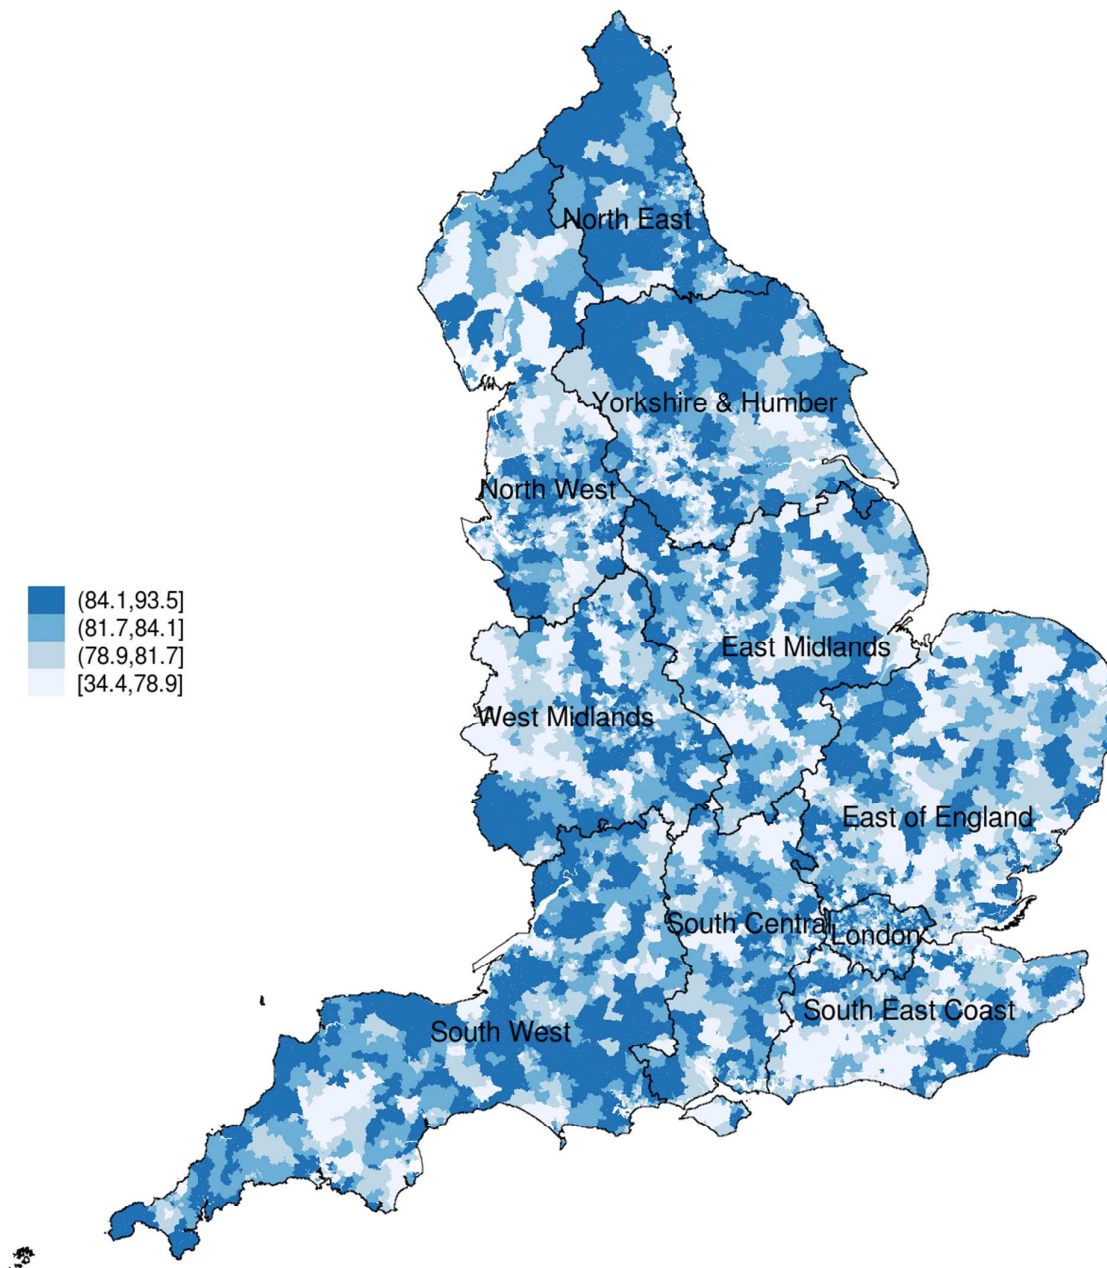 North East
Yorkshire & Humber
North West
(84.1,93.5]
(81.7,84.1]
(78.9,81.7]
[34.4,78.9]
East Midlands
West Midlands
East of England
South Central
London
South East Coast
South West